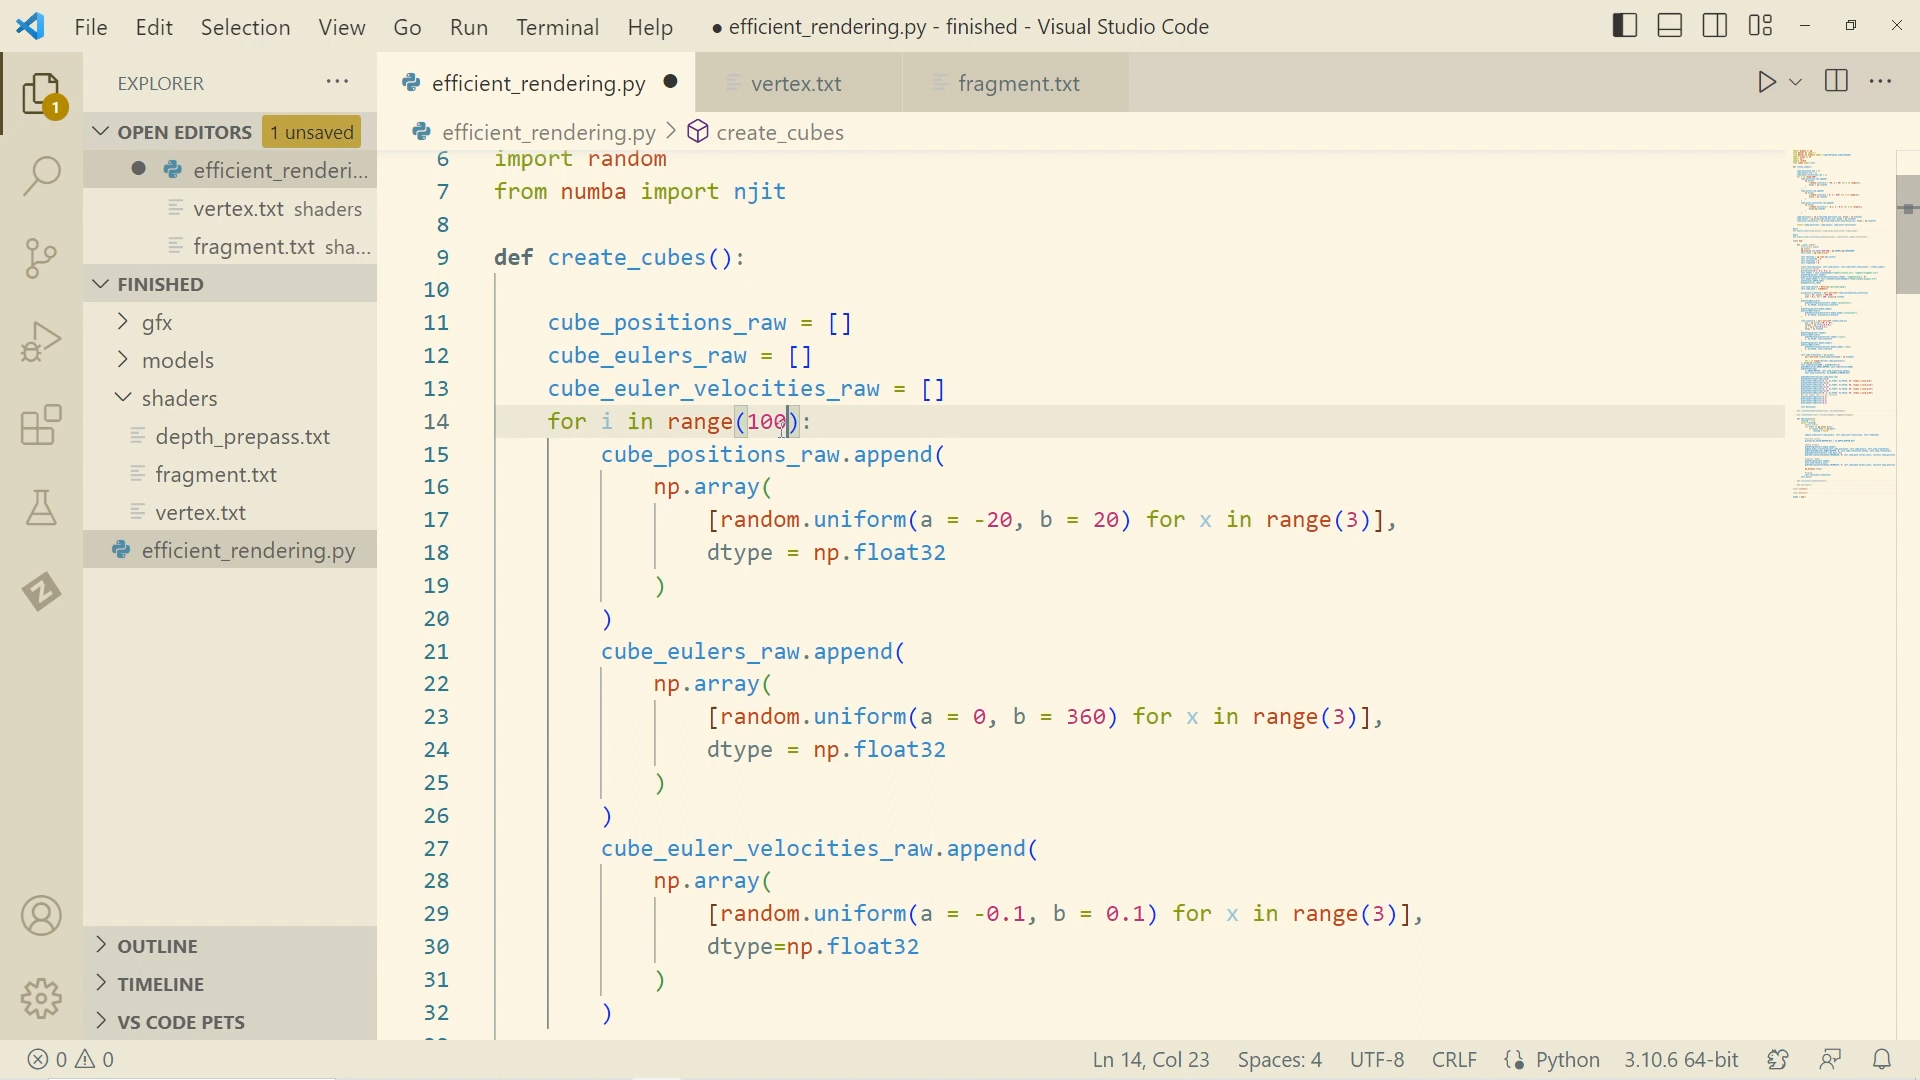 File Edit Selection View Go Run Terminal Help ● efficient_rendering.py - finished - Visual Studio Code
EXPLORER ···
efficient_rendering.py ●
vertex.txt
fragment.txt
1
OPEN EDITORS 1 unsaved
efficient_renderi...
vertex.txt shaders
fragment.txt sha...
FINISHED
gfx
models
shaders
depth_prepass.txt
fragment.txt
vertex.txt
efficient_rendering.py
OUTLINE
TIMELINE
VS CODE PETS
efficient_rendering.py > create_cubes
6 import random
7 from numba import njit
8
9 def create_cubes():
10
11 cube_positions_raw = []
12 cube_eulers_raw = []
13 cube_euler_velocities_raw = []
14 for i in range(100):
15 cube_positions_raw.append(
16 np.array(
17 [random.uniform(a = -20, b = 20) for x in range(3)],
18 dtype = np.float32
19 )
20 )
21 cube_eulers_raw.append(
22 np.array(
23 [random.uniform(a = 0, b = 360) for x in range(3)],
24 dtype = np.float32
25 )
26 )
27 cube_euler_velocities_raw.append(
28 np.array(
29 [random.uniform(a = -0.1, b = 0.1) for x in range(3)],
30 dtype=np.float32
31 )
32 )
0 0
Ln 14, Col 23 Spaces: 4 UTF-8 CRLF Python 3.10.6 64-bit